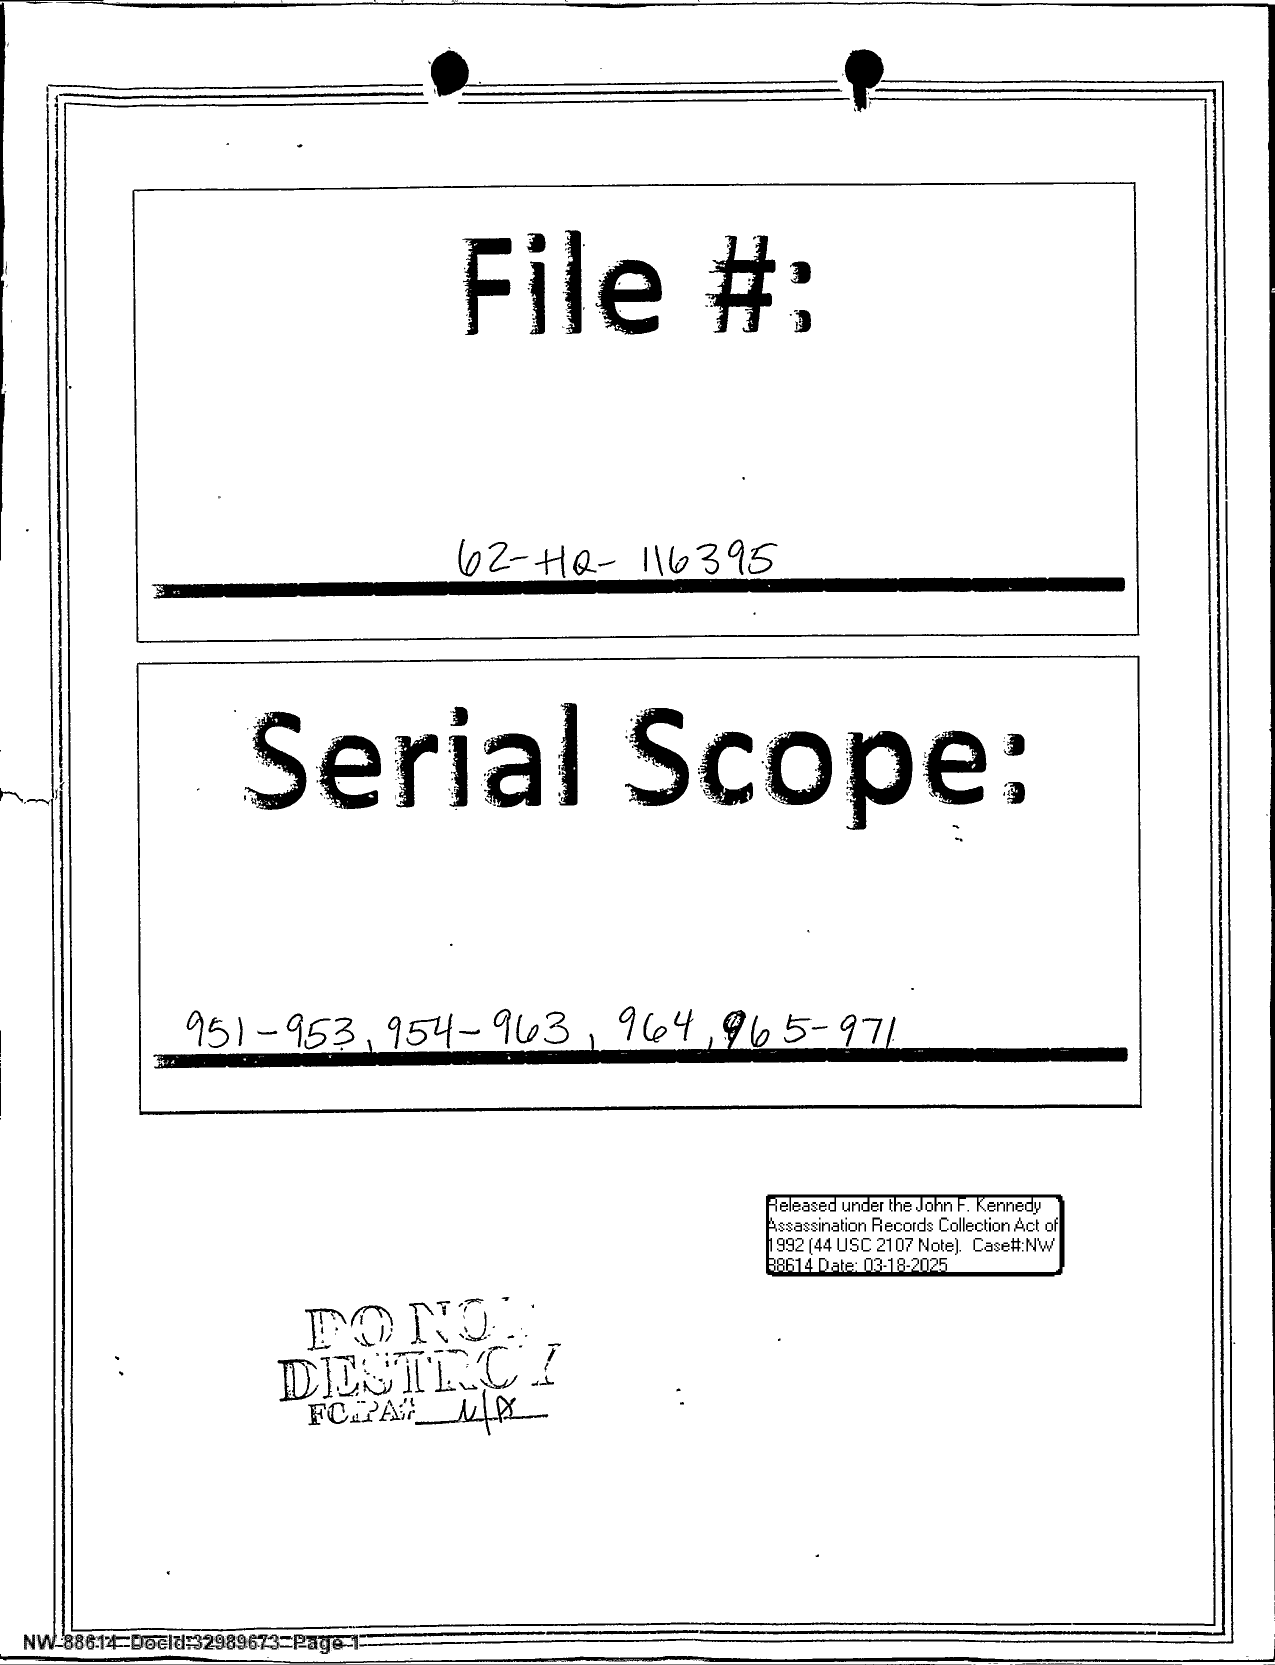 File #:
62-HQ-116395
Serial Scope:
951-953, 954-963, 964, 965-971
Released under the John F. Kennedy
Assassination Records Collection Act of
1992 (44 USC 2107 Note). Case#:NW
88614 Date: 03-18-2025
DO NOT
DESTROY
FOIPA# N/A
NW 88614 DocId:32989673 Page 1